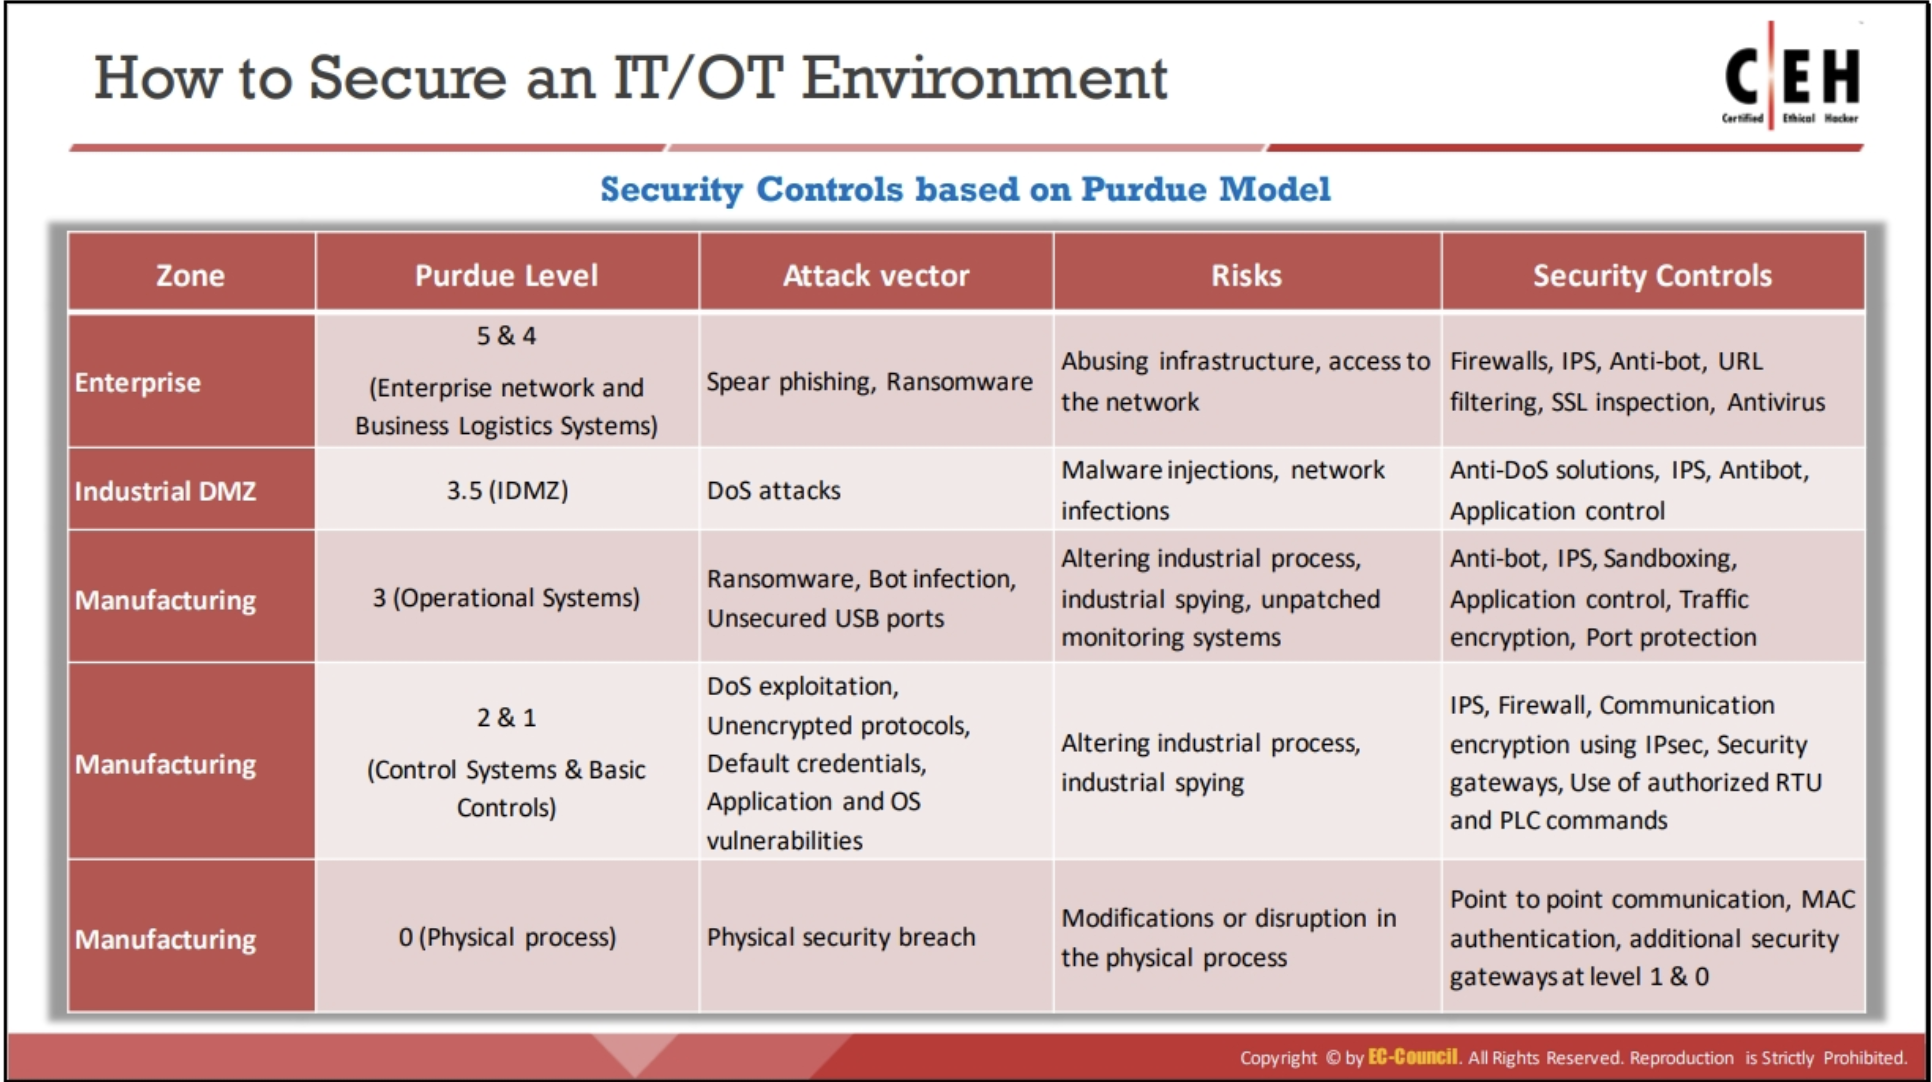 How to Secure an IT/OT Environment
C|EH
Certified Ethical Hacker
Security Controls based on Purdue Model
Zone
Purdue Level
Attack vector
Risks
Security Controls
Enterprise
5 & 4
(Enterprise network and
Business Logistics Systems)
Spear phishing, Ransomware
Abusing infrastructure, access to
the network
Firewalls, IPS, Anti-bot, URL
filtering, SSL inspection, Antivirus
Industrial DMZ
3.5 (IDMZ)
DoS attacks
Malware injections, network
infections
Anti-DoS solutions, IPS, Antibot,
Application control
Manufacturing
3 (Operational Systems)
Ransomware, Bot infection,
Unsecured USB ports
Altering industrial process,
industrial spying, unpatched
monitoring systems
Anti-bot, IPS, Sandboxing,
Application control, Traffic
encryption, Port protection
Manufacturing
2 & 1
(Control Systems & Basic
Controls)
DoS exploitation,
Unencrypted protocols,
Default credentials,
Application and OS
vulnerabilities
Altering industrial process,
industrial spying
IPS, Firewall, Communication
encryption using IPsec, Security
gateways, Use of authorized RTU
and PLC commands
Manufacturing
0 (Physical process)
Physical security breach
Modifications or disruption in
the physical process
Point to point communication, MAC
authentication, additional security
gateways at level 1 & 0
Copyright © by EC-Council. All Rights Reserved. Reproduction is Strictly Prohibited.